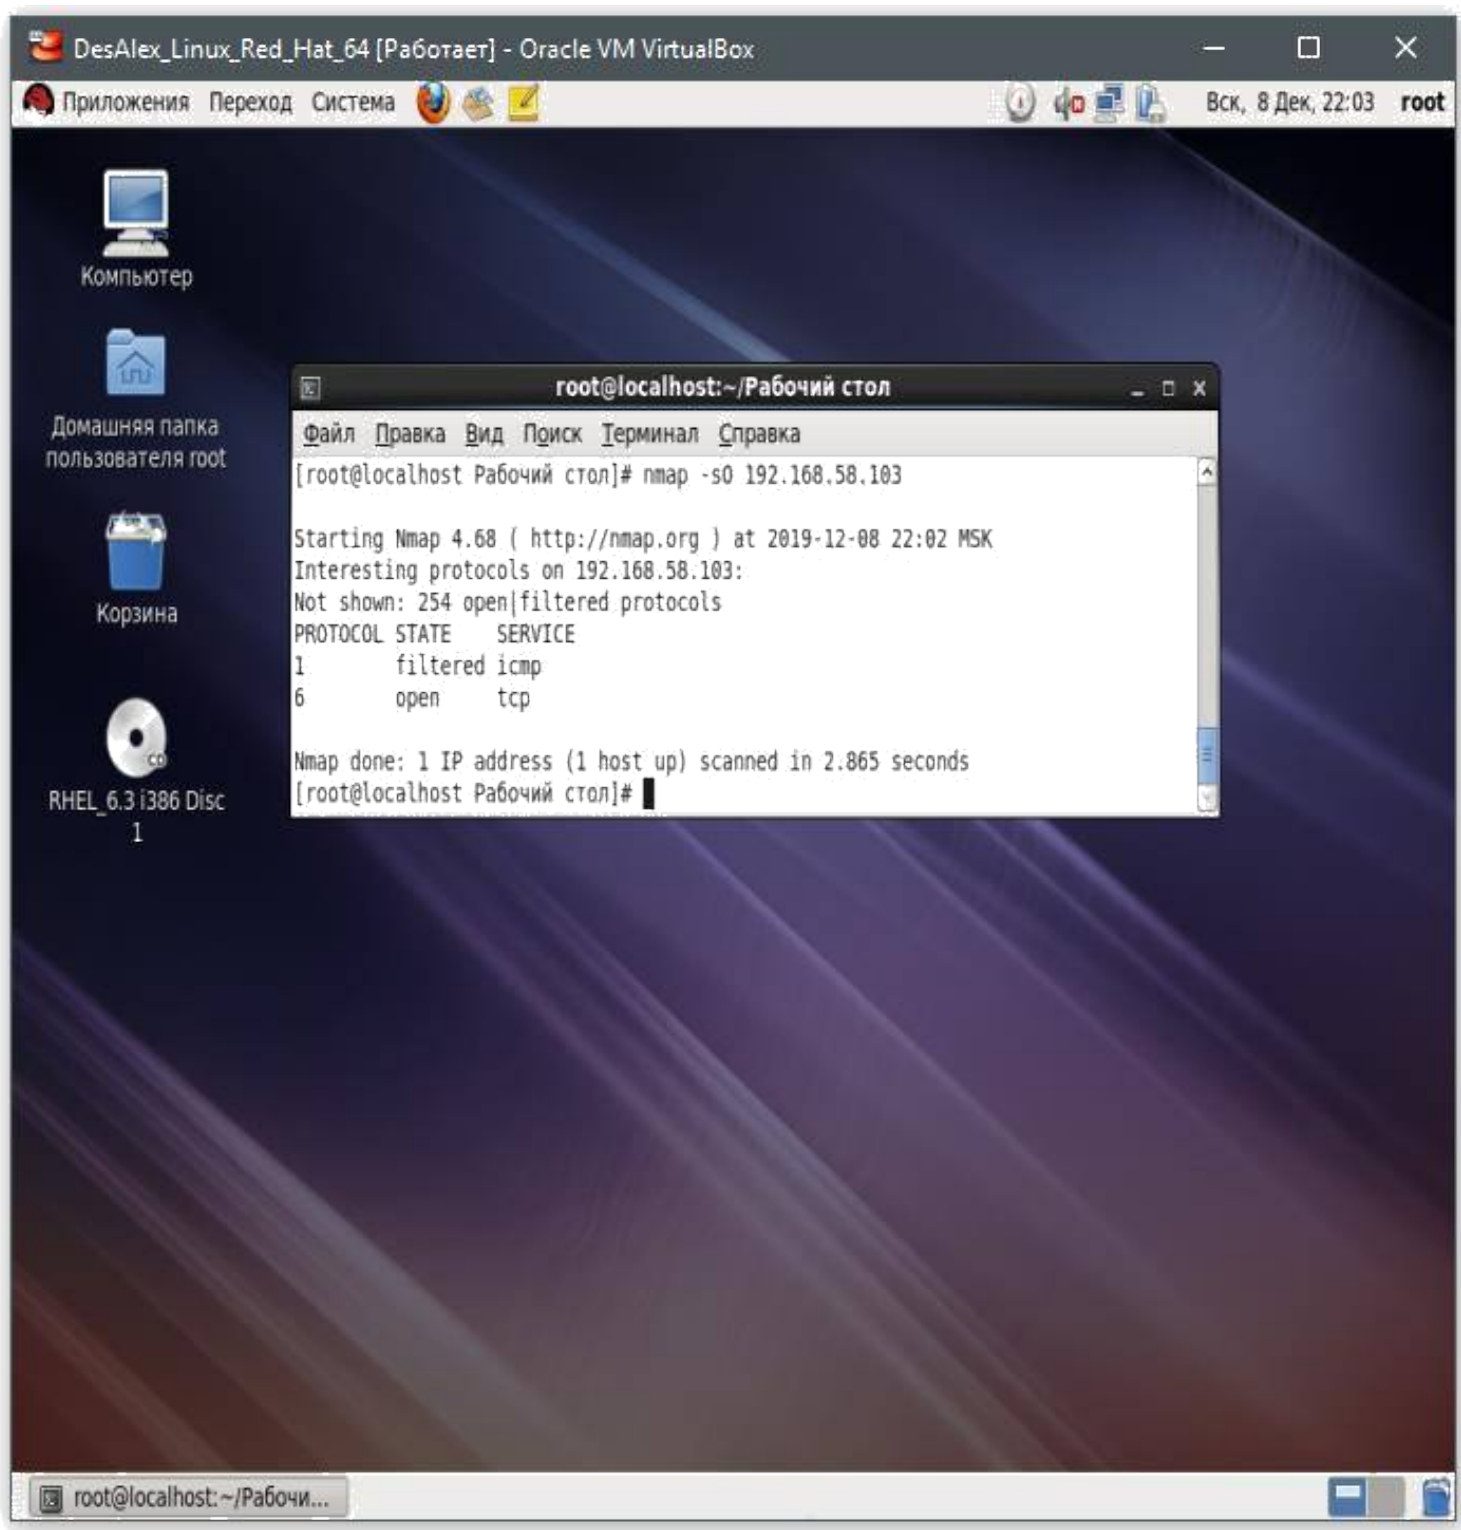 DesAlex_Linux_Red_Hat_64 [Работает] - Oracle VM VirtualBox
Приложения Переход Система Вск, 8 Дек, 22:03 root
Компьютер
Домашняя папка
пользователя root
Корзина
RHEL_6.3 i386 Disc
1
root@localhost:~/Рабочий стол
Файл Правка Вид Поиск Терминал Справка
[root@localhost Рабочий стол]# nmap -sO 192.168.58.103
Starting Nmap 4.68 ( http://nmap.org ) at 2019-12-08 22:02 MSK
Interesting protocols on 192.168.58.103:
Not shown: 254 open|filtered protocols
PROTOCOL STATE SERVICE
1 filtered icmp
6 open tcp
Nmap done: 1 IP address (1 host up) scanned in 2.865 seconds
[root@localhost Рабочий стол]#
root@localhost:~/Рабочи...